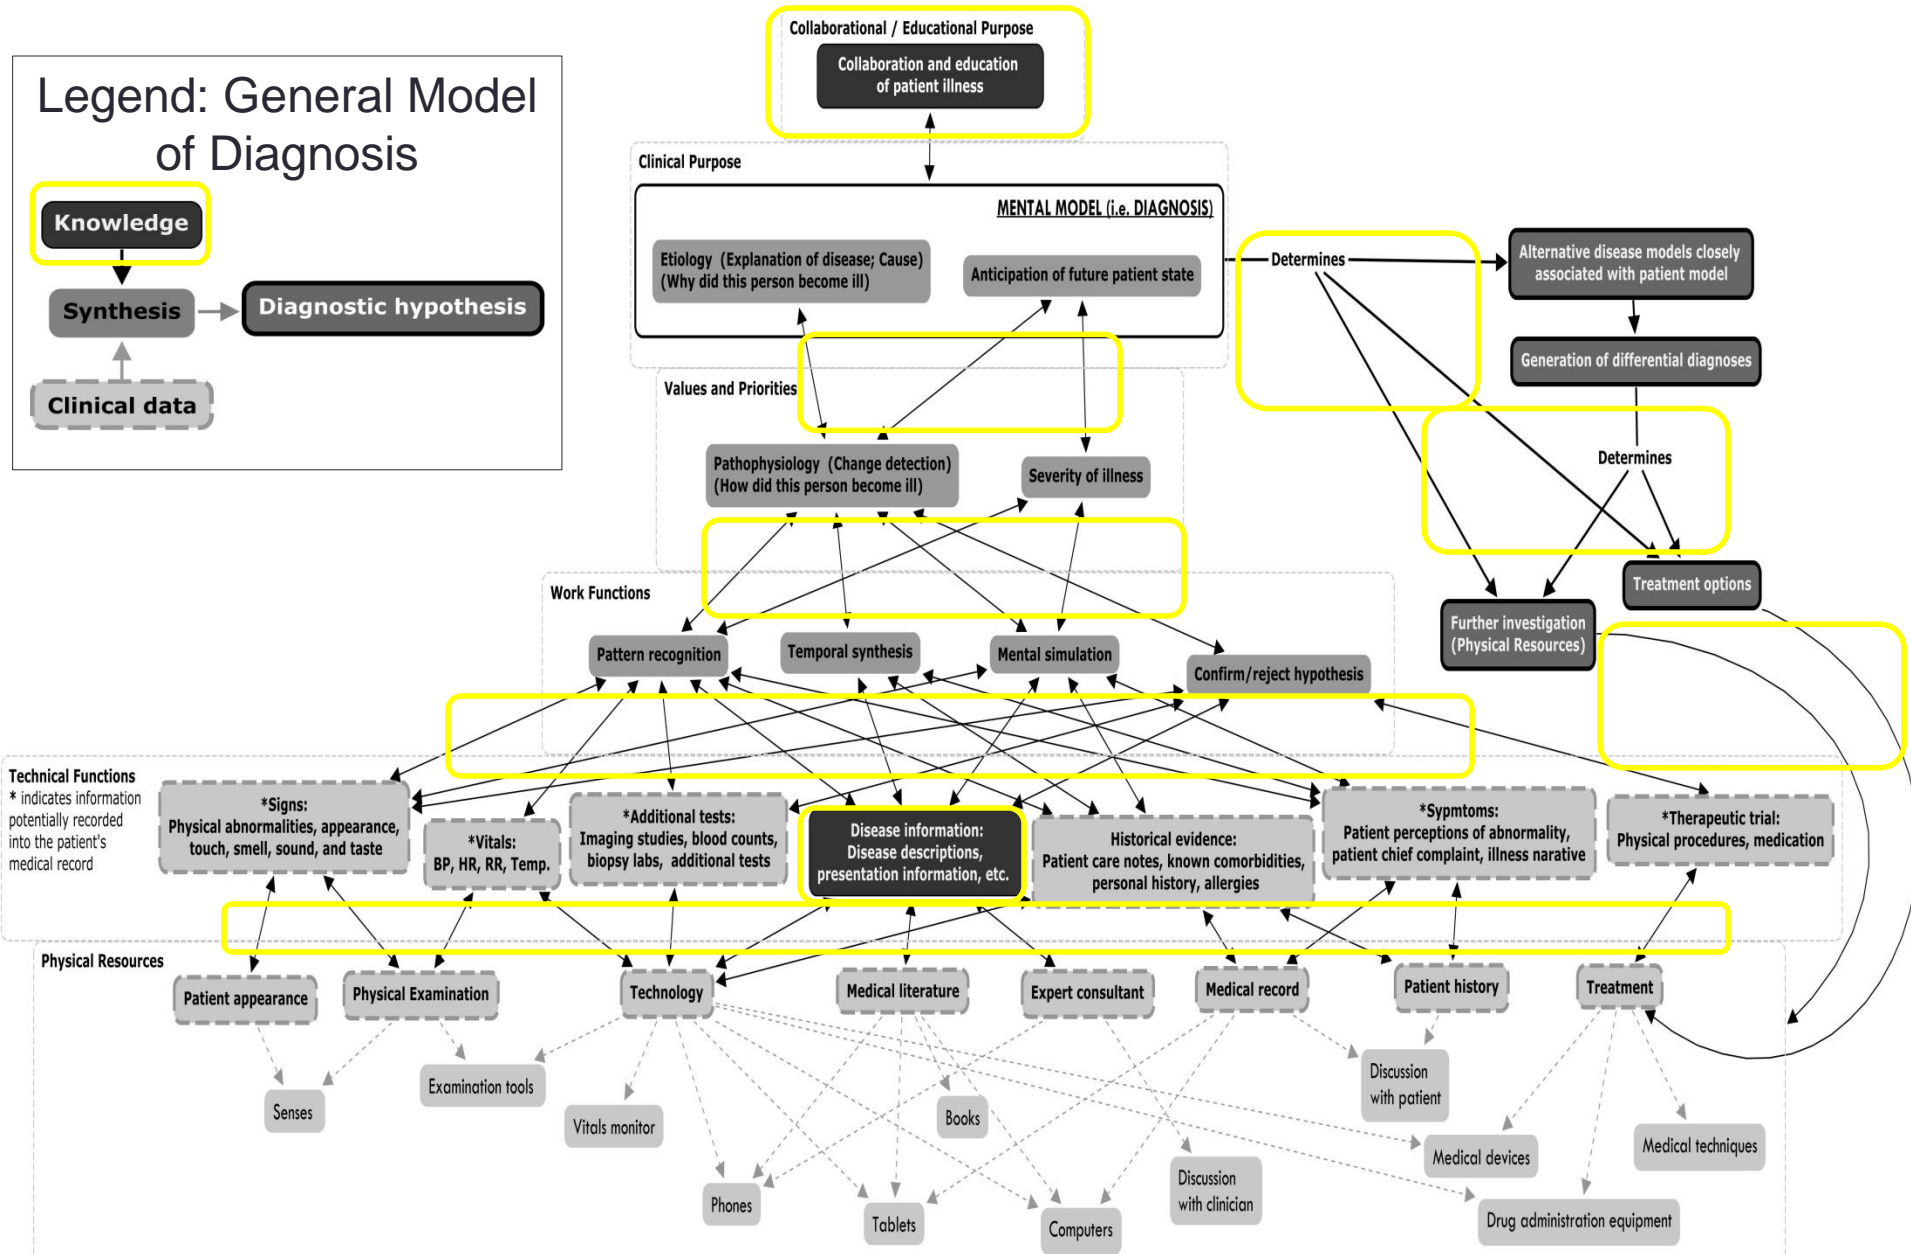 Legend: General Model
of Diagnosis
Knowledge
Synthesis
Diagnostic hypothesis
Clinical data
Collaborational / Educational Purpose
Collaboration and education
of patient illness
Clinical Purpose
MENTAL MODEL (i.e. DIAGNOSIS)
Etiology (Explanation of disease; Cause)
(Why did this person become ill)
Anticipation of future patient state
Determines
Alternative disease models closely
associated with patient model
Generation of differential diagnoses
Values and Priorities
Pathophysiology (Change detection)
(How did this person become ill)
Severity of illness
Determines
Treatment options
Further investigation
(Physical Resources)
Work Functions
Pattern recognition
Temporal synthesis
Mental simulation
Confirm/reject hypothesis
Technical Functions
* indicates information
potentially recorded
into the patient's
medical record
*Signs:
Physical abnormalities, appearance,
touch, smell, sound, and taste
*Vitals:
BP, HR, RR, Temp.
*Additional tests:
Imaging studies, blood counts,
biopsy labs, additional tests
Disease information:
Disease descriptions,
presentation information, etc.
Historical evidence:
Patient care notes, known comorbidities,
personal history, allergies
*Sypmtoms:
Patient perceptions of abnormality,
patient chief complaint, illness narative
*Therapeutic trial:
Physical procedures, medication
Physical Resources
Patient appearance
Physical Examination
Technology
Medical literature
Expert consultant
Medical record
Patient history
Treatment
Senses
Examination tools
Vitals monitor
Books
Discussion
with patient
Medical devices
Medical techniques
Phones
Tablets
Computers
Discussion
with clinician
Drug administration equipment